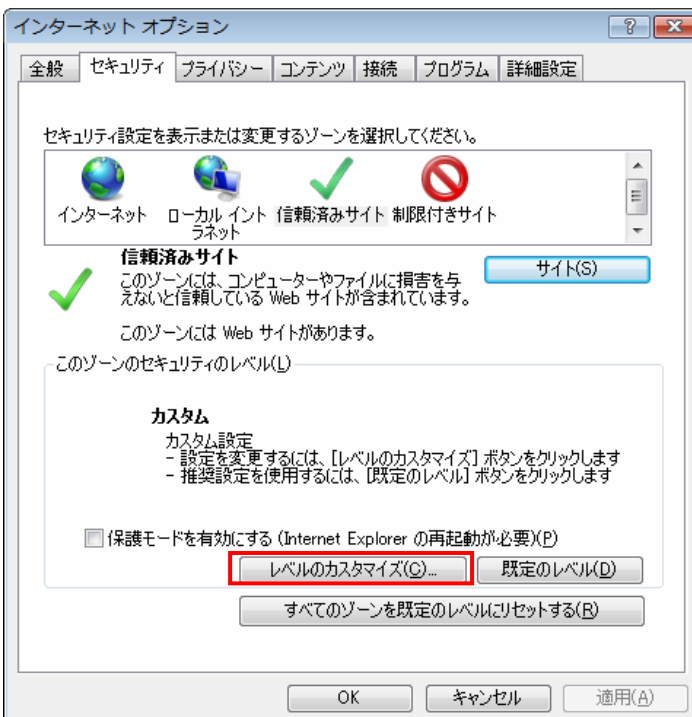 インターネット オプション
全般 セキュリティ プライバシー コンテンツ 接続 プログラム 詳細設定
セキュリティ設定を表示または変更するゾーンを選択してください。
インターネット ローカル イントラネット 信頼済みサイト 制限付きサイト
信頼済みサイト
このゾーンには、コンピューターやファイルに損害を与
えないと信頼している Web サイトが含まれています。
サイト(S)
このゾーンには Web サイトがあります。
このゾーンのセキュリティのレベル(L)
カスタム
カスタム設定
- 設定を変更するには、[レベルのカスタマイズ] ボタンをクリックします
- 推奨設定を使用するには、[既定のレベル] ボタンをクリックします
保護モードを有効にする (Internet Explorer の再起動が必要)(P)
レベルのカスタマイズ(C)... 既定のレベル(D)
すべてのゾーンを既定のレベルにリセットする(R)
OK キャンセル 適用(A)